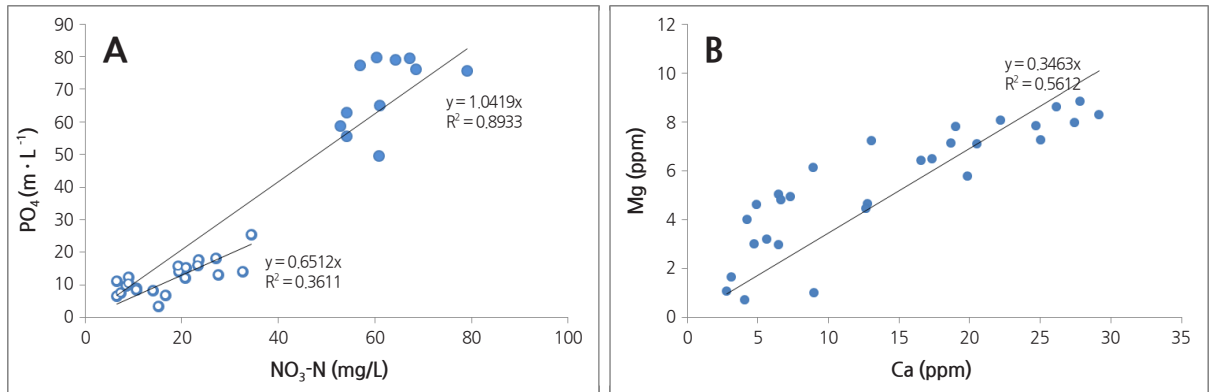 A
PO₄ (m · L⁻¹)
90
80
70
60
50
40
30
20
10
0
y = 1.0419x
R² = 0.8933
y = 0.6512x
R² = 0.3611
0 20 40 60 80 100
NO₃-N (mg/L)
B
Mg (ppm)
12
10
8
6
4
2
0
y = 0.3463x
R² = 0.5612
0 5 10 15 20 25 30 35
Ca (ppm)